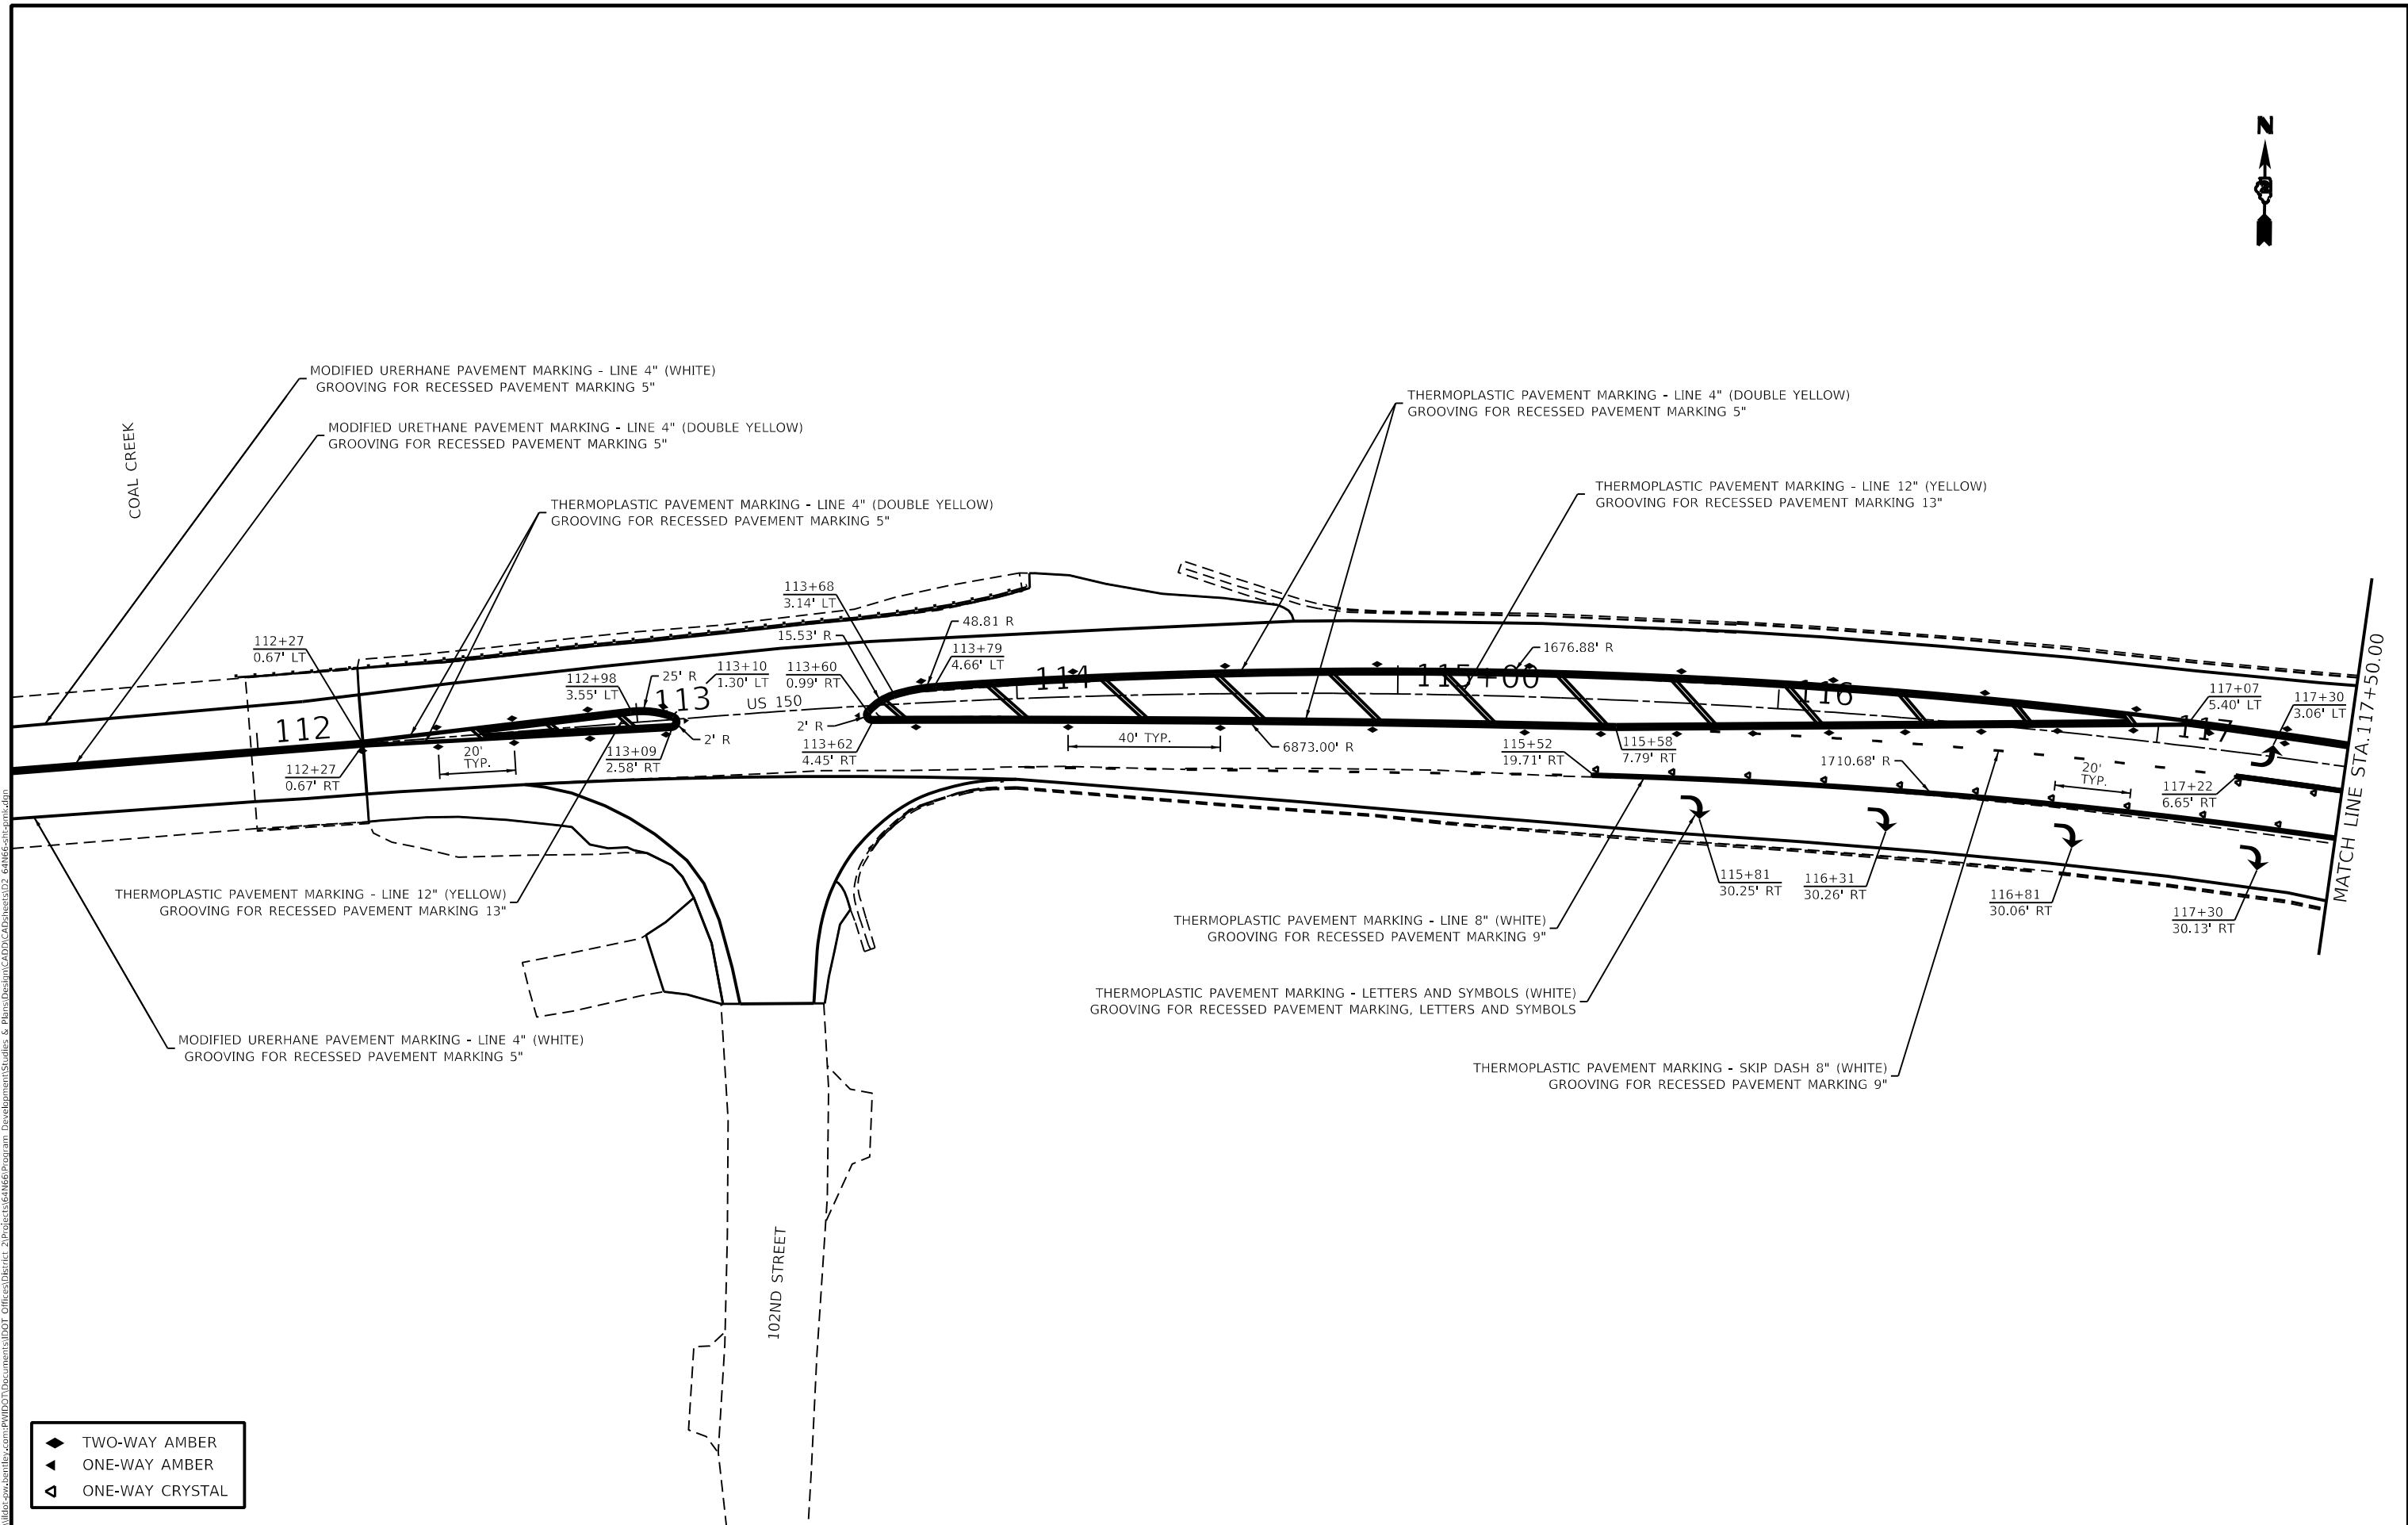 N
MODIFIED URERHANE PAVEMENT MARKING - LINE 4" (WHITE)
GROOVING FOR RECESSED PAVEMENT MARKING 5"
MODIFIED URETHANE PAVEMENT MARKING - LINE 4" (DOUBLE YELLOW)
GROOVING FOR RECESSED PAVEMENT MARKING 5"
COAL CREEK
THERMOPLASTIC PAVEMENT MARKING - LINE 4" (DOUBLE YELLOW)
GROOVING FOR RECESSED PAVEMENT MARKING 5"
THERMOPLASTIC PAVEMENT MARKING - LINE 4" (DOUBLE YELLOW)
GROOVING FOR RECESSED PAVEMENT MARKING 5"
THERMOPLASTIC PAVEMENT MARKING - LINE 12" (YELLOW)
GROOVING FOR RECESSED PAVEMENT MARKING 13"
113+68
3.14' LT
48.81 R
15.53' R
112+27
0.67' LT
113+79
4.66' LT
1676.88' R
113+10
1.30' LT
113+60
0.99' RT
112+98
3.55' LT
25' R
112
113
US 150
114
115+00
116
117
117+07
5.40' LT
117+30
3.06' LT
2' R
2' R
113+62
4.45' RT
113+09
2.58' RT
20'
TYP.
112+27
0.67' RT
40' TYP.
6873.00' R
115+52
19.71' RT
115+58
7.79' RT
1710.68' R
20'
TYP.
117+22
6.65' RT
MATCH LINE STA.117+50.00
115+81
30.25' RT
116+31
30.26' RT
116+81
30.06' RT
117+30
30.13' RT
THERMOPLASTIC PAVEMENT MARKING - LINE 12" (YELLOW)
GROOVING FOR RECESSED PAVEMENT MARKING 13"
THERMOPLASTIC PAVEMENT MARKING - LINE 8" (WHITE)
GROOVING FOR RECESSED PAVEMENT MARKING 9"
THERMOPLASTIC PAVEMENT MARKING - LETTERS AND SYMBOLS (WHITE)
GROOVING FOR RECESSED PAVEMENT MARKING, LETTERS AND SYMBOLS
MODIFIED URERHANE PAVEMENT MARKING - LINE 4" (WHITE)
GROOVING FOR RECESSED PAVEMENT MARKING 5"
THERMOPLASTIC PAVEMENT MARKING - SKIP DASH 8" (WHITE)
GROOVING FOR RECESSED PAVEMENT MARKING 9"
102ND STREET
TWO-WAY AMBER
ONE-WAY AMBER
ONE-WAY CRYSTAL